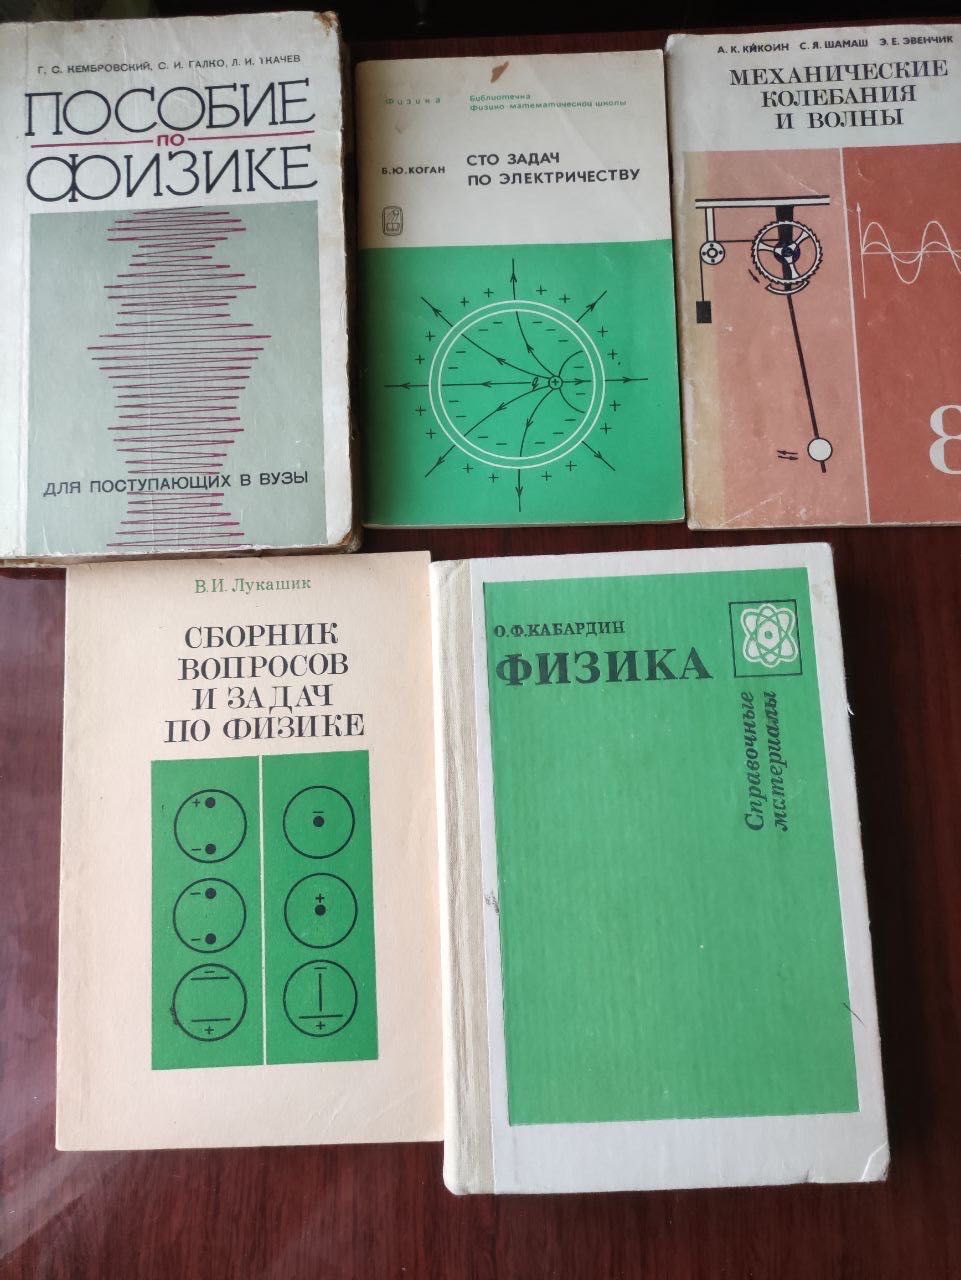 Г. С. КЕМБРОВСКИЙ, С. И. ГАЛКО, Л. И. ТКАЧЕВ
ПОСОБИЕ
ПО
ФИЗИКЕ
ДЛЯ ПОСТУПАЮЩИХ В ВУЗЫ
Физика
Библиотечка
физико-математической школы
Б.Ю.КОГАН
СТО ЗАДАЧ
ПО ЭЛЕКТРИЧЕСТВУ
А. К. КИКОИН С. Я. ШАМАШ Э. Е. ЭВЕНЧИК
МЕХАНИЧЕСКИЕ
КОЛЕБАНИЯ
И ВОЛНЫ
8
В.И. Лукашик
СБОРНИК
ВОПРОСОВ
И ЗАДАЧ
ПО ФИЗИКЕ
О.Ф.КАБАРДИН
ФИЗИКА
Справочные
материалы